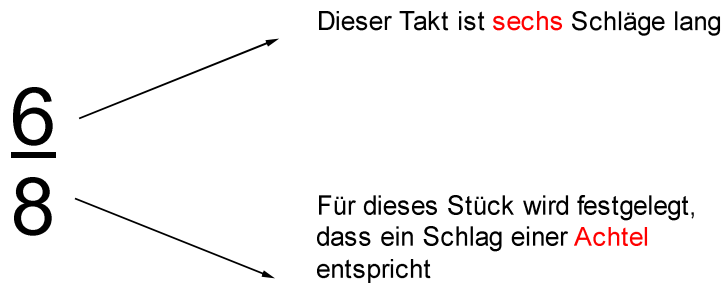 Dieser Takt ist sechs Schläge lang
6
8
Für dieses Stück wird festgelegt,
dass ein Schlag einer Achtel
entspricht